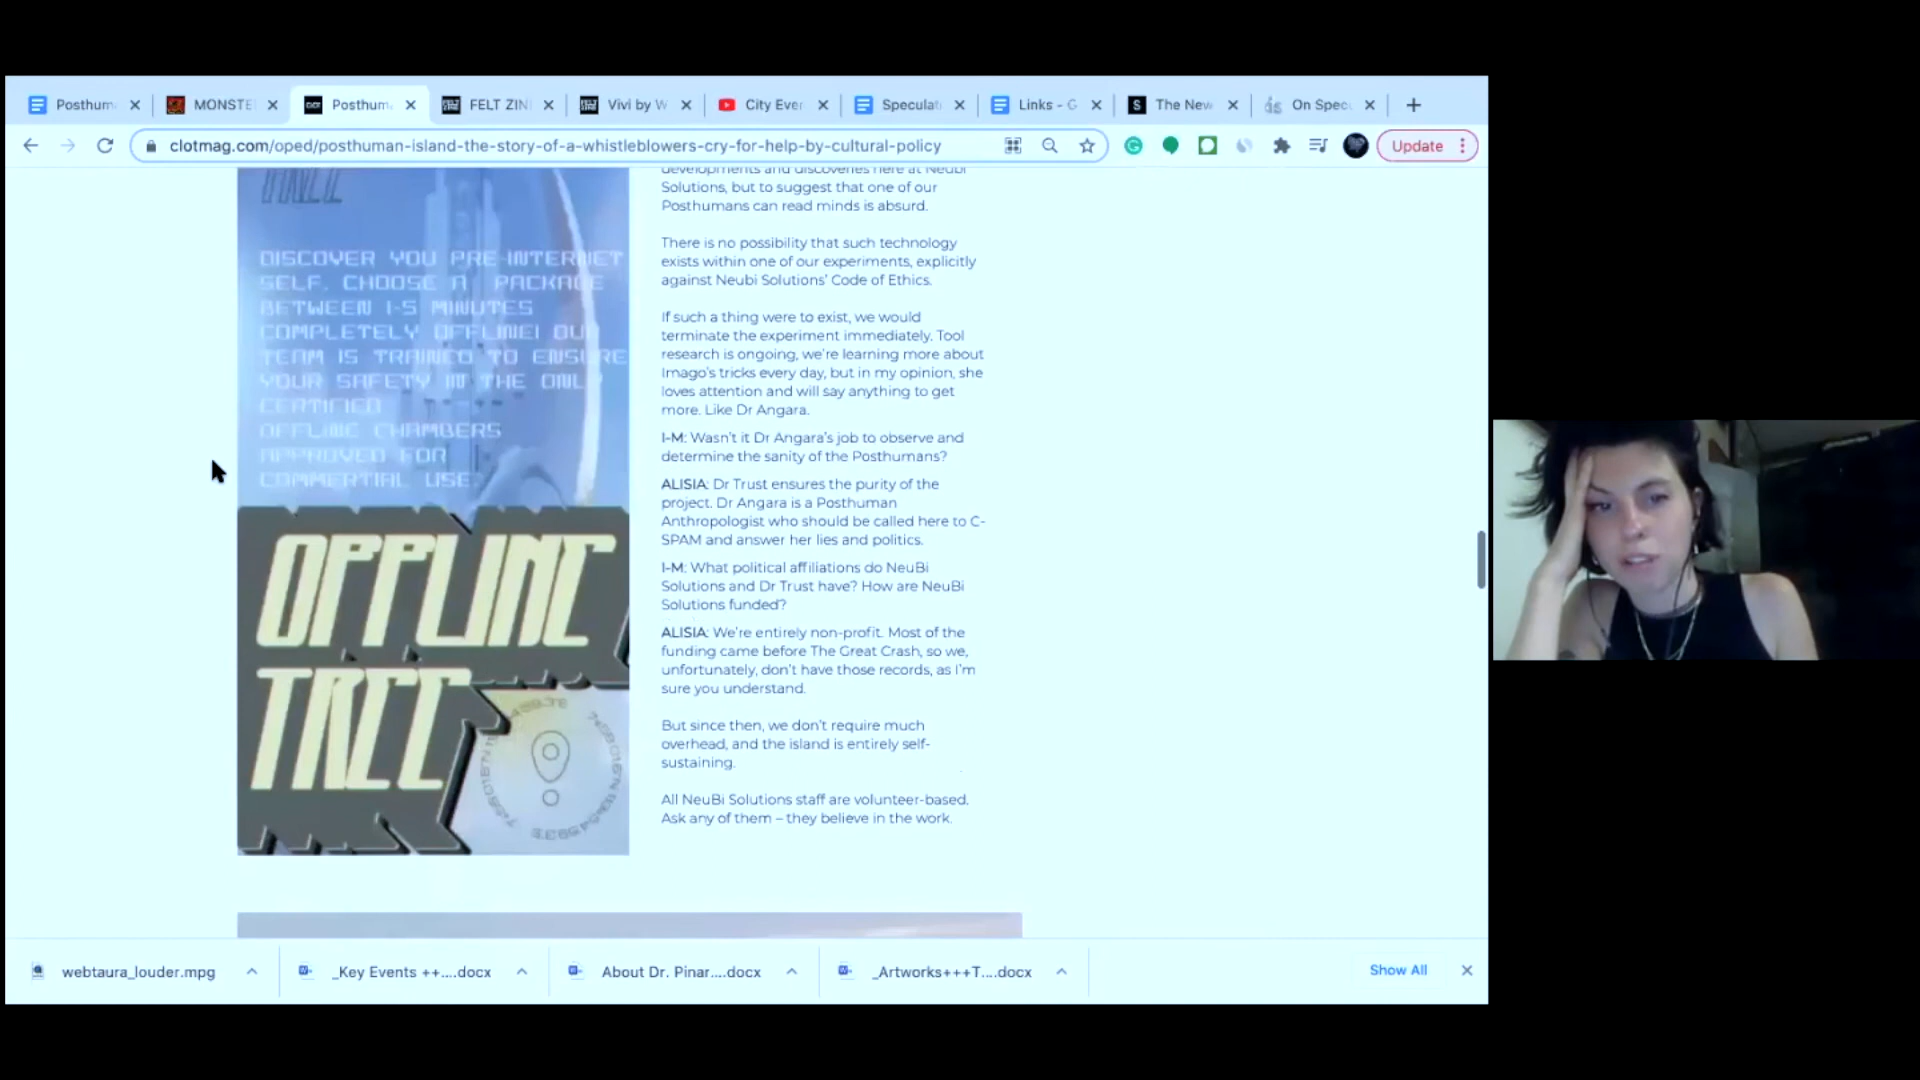 Posthum
MONSTE
Posthum
FELT ZIN
Vivi by W
City Ever
Speculat
Links - G
The New
On Spec
clotmag.com/oped/posthuman-island-the-story-of-a-whistleblowers-cry-for-help-by-cultural-policy
Update
TREE
DISCOVER YOU PRE-INTERNET
SELF. CHOOSE A PACKAGE
BETWEEN 1-5 MINUTES
COMPLETELY OFFLINE! OUR
TEAM IS TRAINED TO ENSURE
YOUR SAFETY IN THE ONLY
CERTIFIED
OFFLINE CHAMBERS
APPROVED FOR
COMMERTIAL USE.
OFFLINE
TREE
developments and discoveries here at Neubi
Solutions, but to suggest that one of our
Posthumans can read minds is absurd.
There is no possibility that such technology
exists within one of our experiments, explicitly
against Neubi Solutions' Code of Ethics.
If such a thing were to exist, we would
terminate the experiment immediately. Tool
research is ongoing, we're learning more about
Imago's tricks every day, but in my opinion, she
loves attention and will say anything to get
more. Like Dr Angara.
I-M: Wasn't it Dr Angara's job to observe and
determine the sanity of the Posthumans?
ALISIA: Dr Trust ensures the purity of the
project. Dr Angara is a Posthuman
Anthropologist who should be called here to C-
SPAM and answer her lies and politics.
I-M: What political affiliations do NeuBi
Solutions and Dr Trust have? How are NeuBi
Solutions funded?
ALISIA: We're entirely non-profit. Most of the
funding came before The Great Crash, so we,
unfortunately, don't have those records, as I'm
sure you understand.
But since then, we don't require much
overhead, and the island is entirely self-
sustaining.
All NeuBi Solutions staff are volunteer-based.
Ask any of them – they believe in the work.
webtaura_louder.mpg
_Key Events ++....docx
About Dr. Pinar....docx
_Artworks+++T....docx
Show All